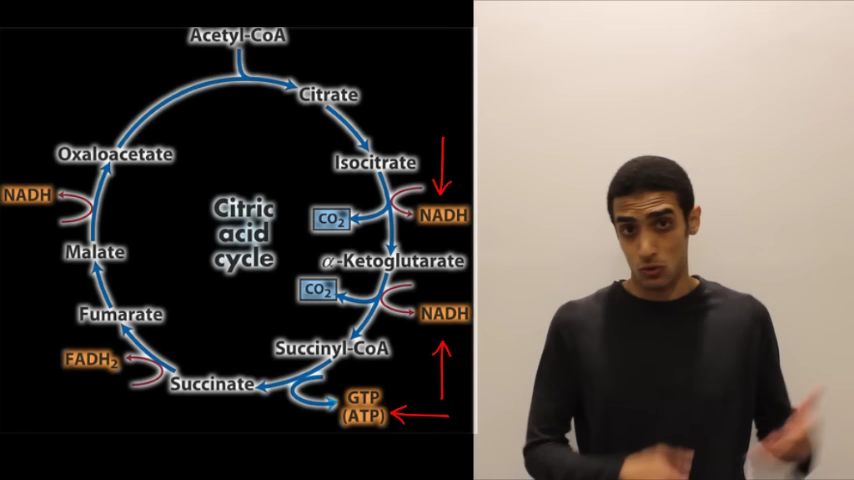 Acetyl-CoA
Citrate
Isocitrate
NADH
CO2
α-Ketoglutarate
CO2
NADH
Succinyl-CoA
GTP
(ATP)
Succinate
FADH2
Fumarate
Malate
NADH
Oxaloacetate
Citric
acid
cycle